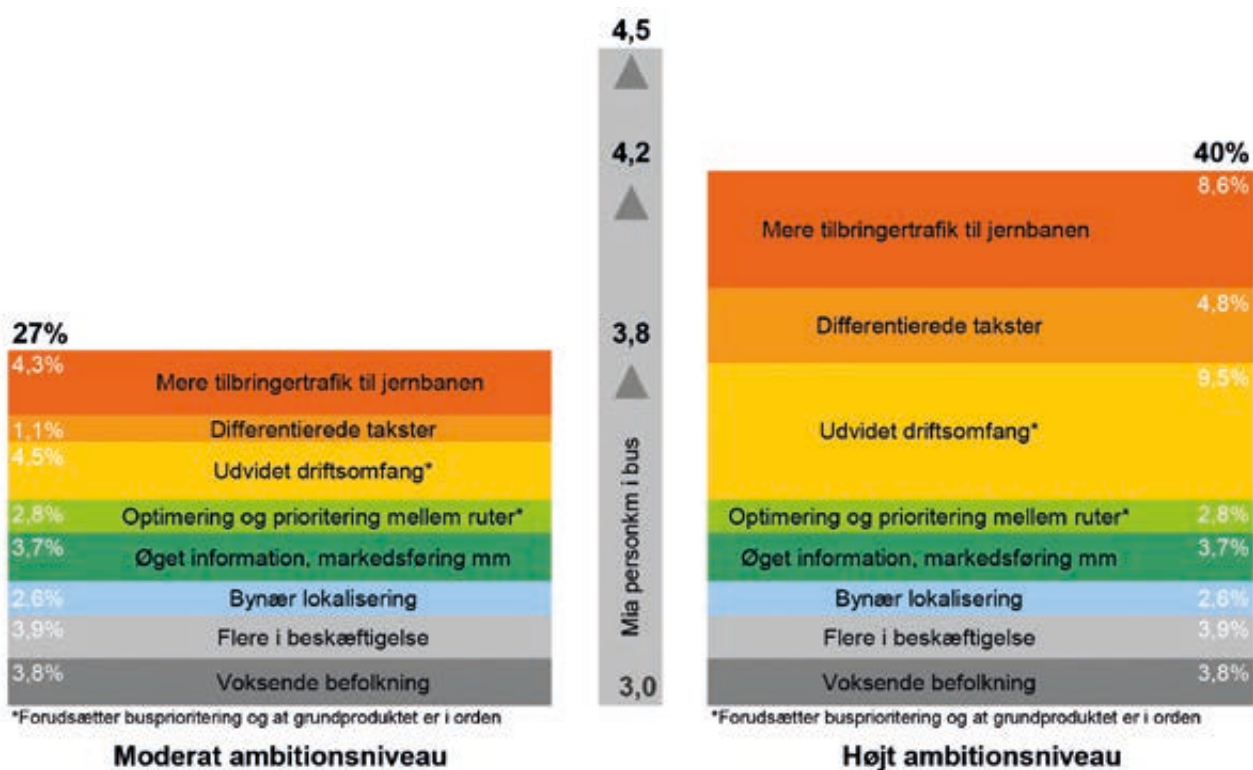 27%
4,3%
Mere tilbringertrafik til jernbanen
1,1%
Differentierede takster
4,5%
Udvidet driftsomfang*
2,8%
Optimering og prioritering mellem ruter*
3,7%
Øget information, markedsføring mm
2,6%
Bynær lokalisering
3,9%
Flere i beskæftigelse
3,8%
Voksende befolkning
*Forudsætter busprioritering og at grundproduktet er i orden
Moderat ambitionsniveau
4,5
4,2
3,8
Mia personkm i bus
3,0
40%
8,6%
Mere tilbringertrafik til jernbanen
4,8%
Differentierede takster
9,5%
Udvidet driftsomfang*
Optimering og prioritering mellem ruter*
2,8%
3,7%
Øget information, markedsføring mm
Bynær lokalisering
2,6%
Flere i beskæftigelse
3,9%
Voksende befolkning
3,8%
*Forudsætter busprioritering og at grundproduktet er i orden
Højt ambitionsniveau